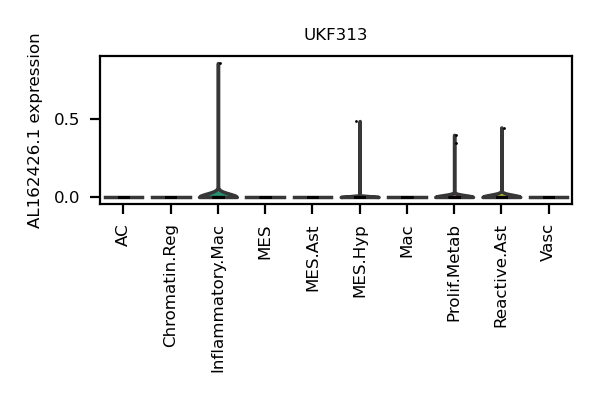 UKF313
AL162426.1 expression
0.5
0.0
AC
Chromatin.Reg
Inflammatory.Mac
MES
MES.Ast
MES.Hyp
Mac
Prolif.Metab
Reactive.Ast
Vasc